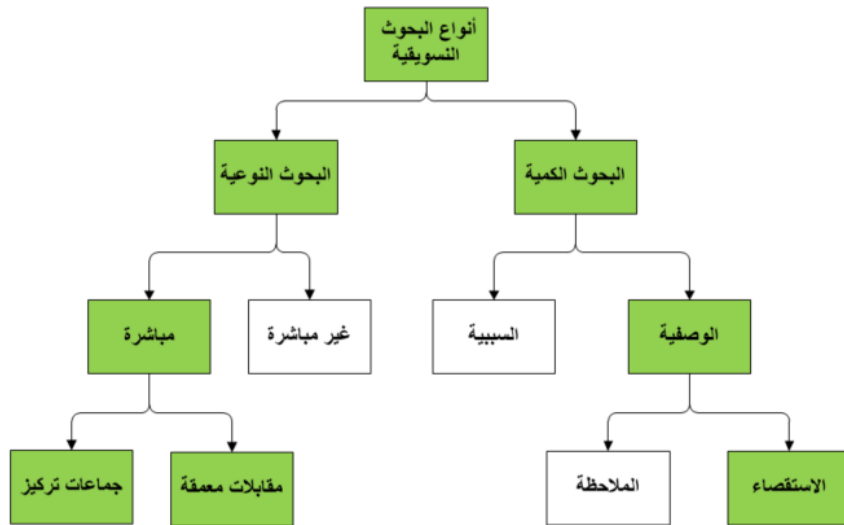 أنواع البحوث
التسويقية
البحوث الكمية
البحوث النوعية
الوصفية
السببية
غير مباشرة
مباشرة
الاستقصاء
الملاحظة
مقابلات معمقة
جماعات تركيز